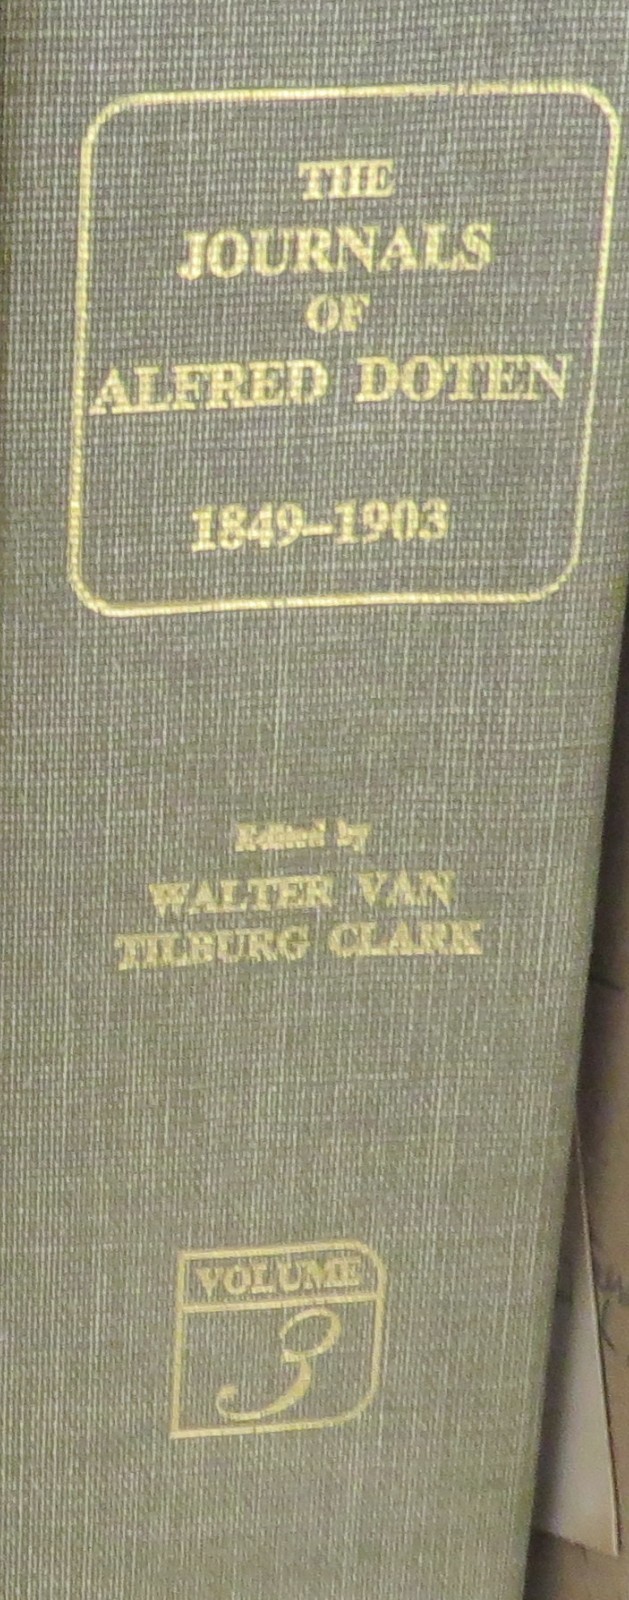 THE
JOURNALS
OF
ALFRED DOTEN
1849–1903
Edited by
WALTER VAN
TILBURG CLARK
VOLUME
3